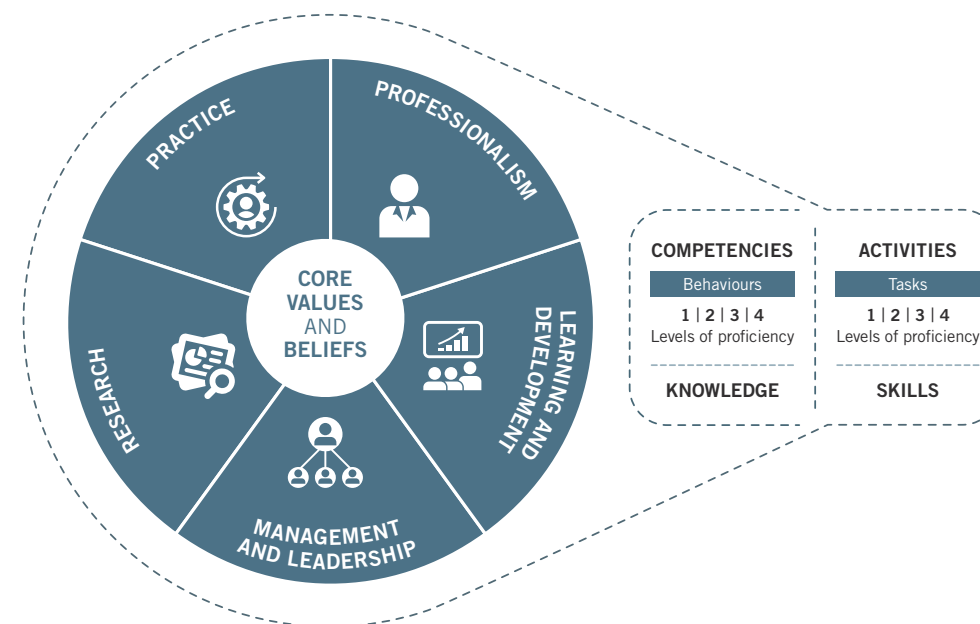 PRACTICE
PROFESSIONALISM
LEARNING AND
DEVELOPMENT
MANAGEMENT
AND LEADERSHIP
RESEARCH
CORE
VALUES
AND
BELIEFS
COMPETENCIES
Behaviours
1 | 2 | 3 | 4
Levels of proficiency
KNOWLEDGE
ACTIVITIES
Tasks
1 | 2 | 3 | 4
Levels of proficiency
SKILLS